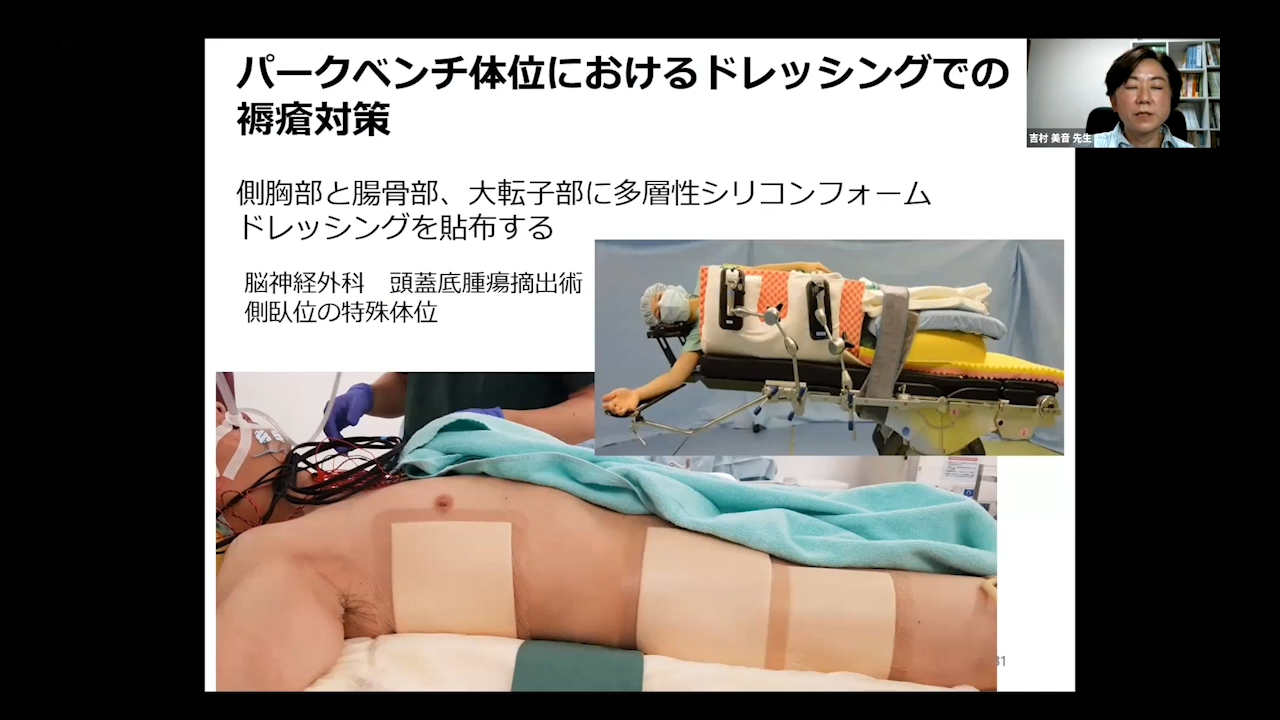 パークベンチ体位におけるドレッシングでの
褥瘡対策
吉村 美音 先生
側胸部と腸骨部、大転子部に多層性シリコンフォーム
ドレッシングを貼布する
脳神経外科　頭蓋底腫瘍摘出術
側臥位の特殊体位
31